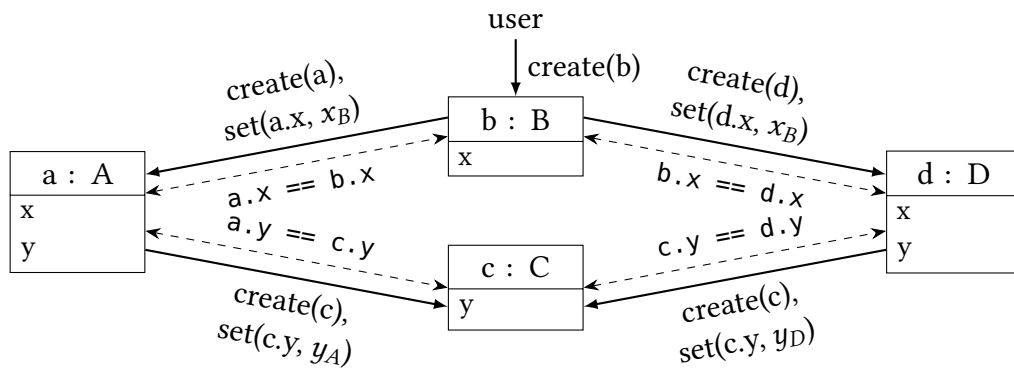 user
create(b)
create(a),
set(a.x, x_B)
create(d),
set(d.x, x_B)
b : B
x
a : A
x
y
d : D
x
y
a.x == b.x
b.x == d.x
a.y == c.y
c.y == d.y
c : C
y
create(c),
set(c.y, y_A)
create(c),
set(c.y, y_D)